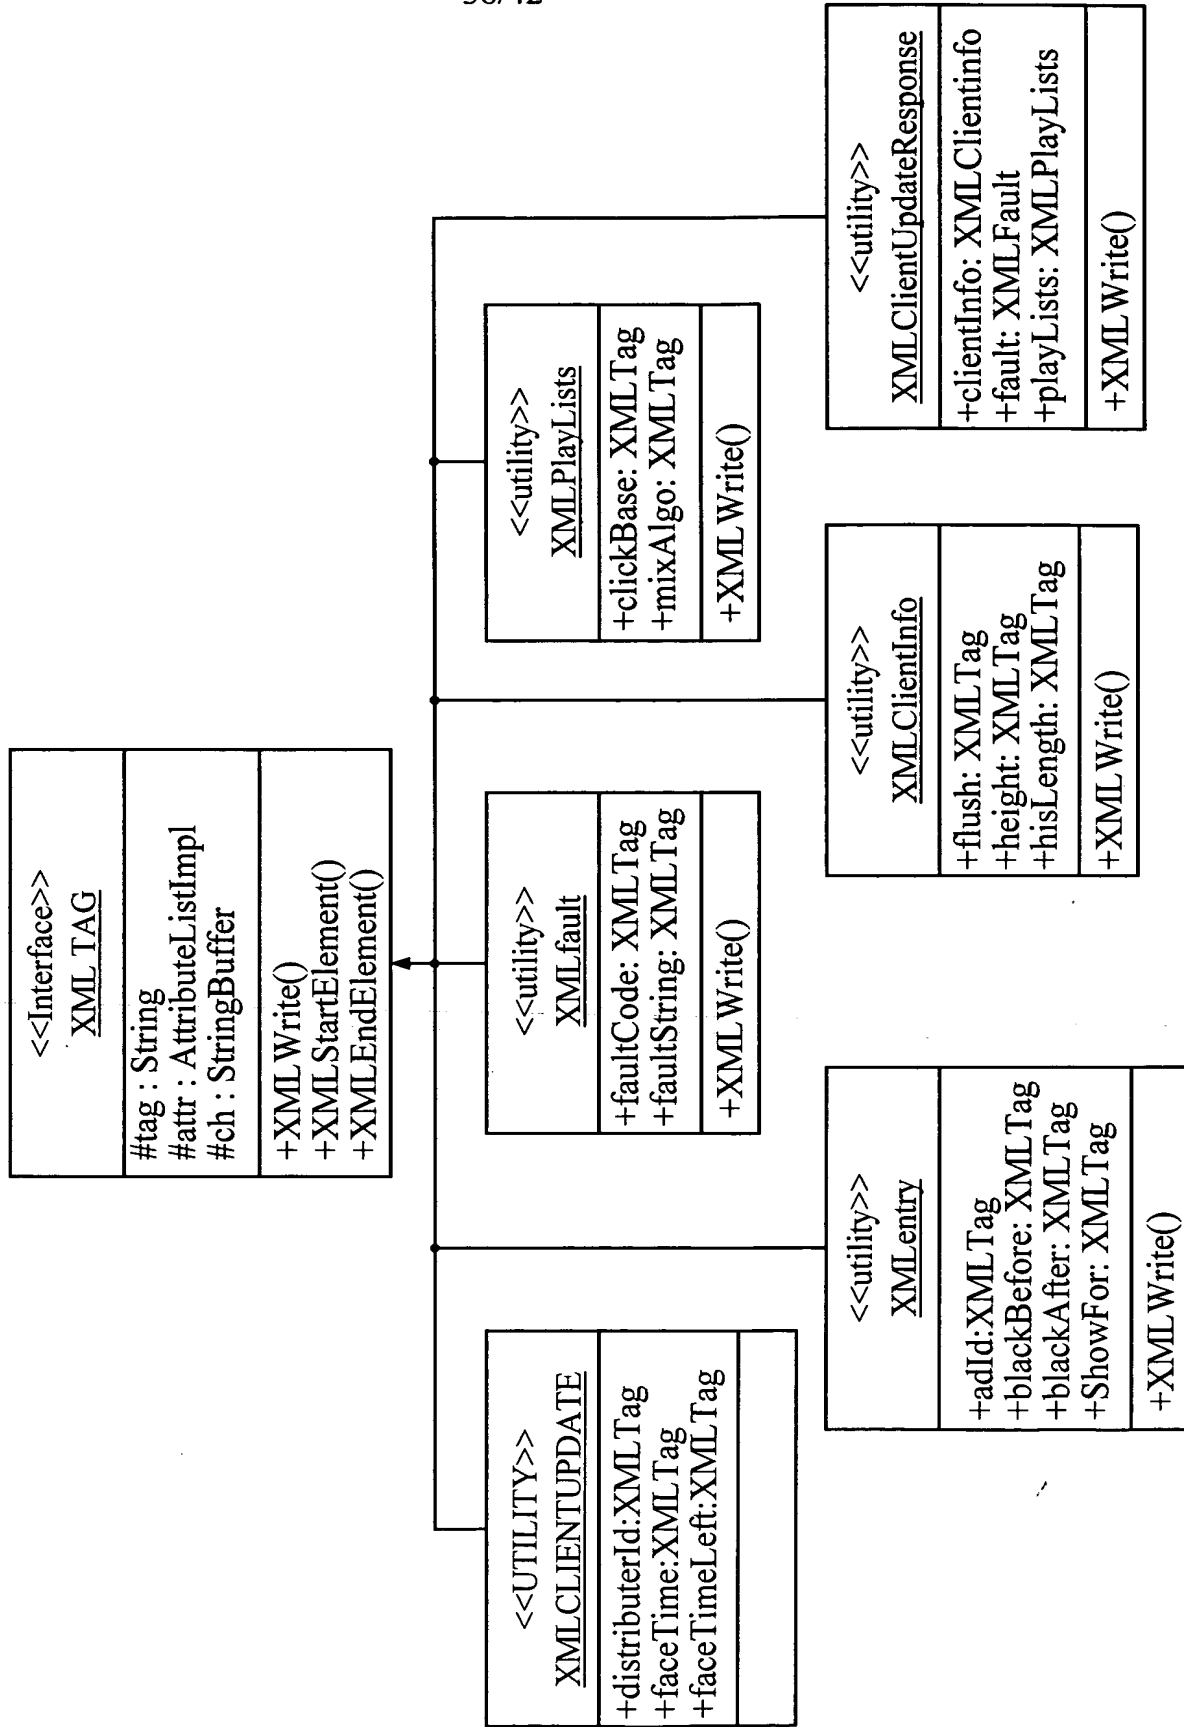 <<Interface>>
XML TAG
#tag : String
#attr : AttributeListImpl
#ch : StringBuffer
+XMLWrite()
+XMLStartElement()
+XMLEndElement()
<<UTILITY>>
XMLCLIENTUPDATE
+distributerId:XMLTag
+faceTime:XMLTag
+faceTimeLeft:XMLTag
<<utility>>
XMLfault
+faultCode: XMLTag
+faultString: XMLTag
+XMLWrite()
<<utility>>
XMLPlayLists
+clickBase: XMLTag
+mixAlgo: XMLTag
+XMLWrite()
<<utility>>
XMLentry
+adId:XMLTag
+blackBefore: XMLTag
+blackAfter: XMLTag
+ShowFor: XMLTag
+XMLWrite()
<<utility>>
XMLClientInfo
+flush: XMLTag
+height: XMLTag
+hisLength: XMLTag
+XMLWrite()
<<utility>>
XMLClientUpdateResponse
+clientInfo: XMLClientinfo
+fault: XMLFault
+playLists: XMLPlayLists
+XMLWrite()